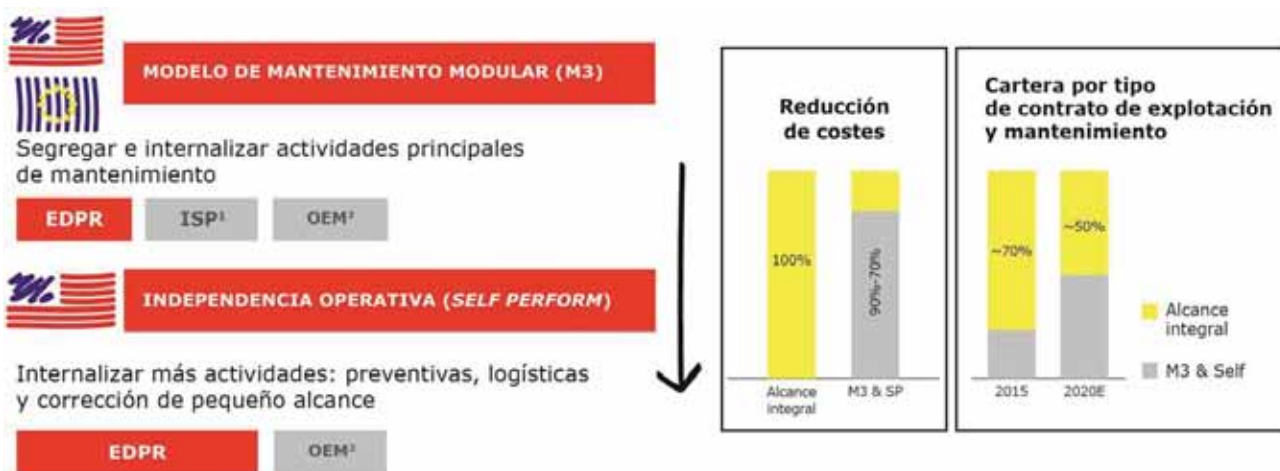 MODELO DE MANTENIMIENTO MODULAR (M3)
Segregar e internalizar actividades principales
de mantenimiento
EDPR
ISP¹
OEM²
INDEPENDENCIA OPERATIVA (SELF PERFORM)
Internalizar más actividades: preventivas, logísticas
y corrección de pequeño alcance
EDPR
OEM²
Reducción
de costes
100%
90%-70%
Alcance
integral
M3 & SP
Cartera por tipo
de contrato de explotación
y mantenimiento
~70%
~50%
2015
2020E
Alcance
integral
M3 & Self